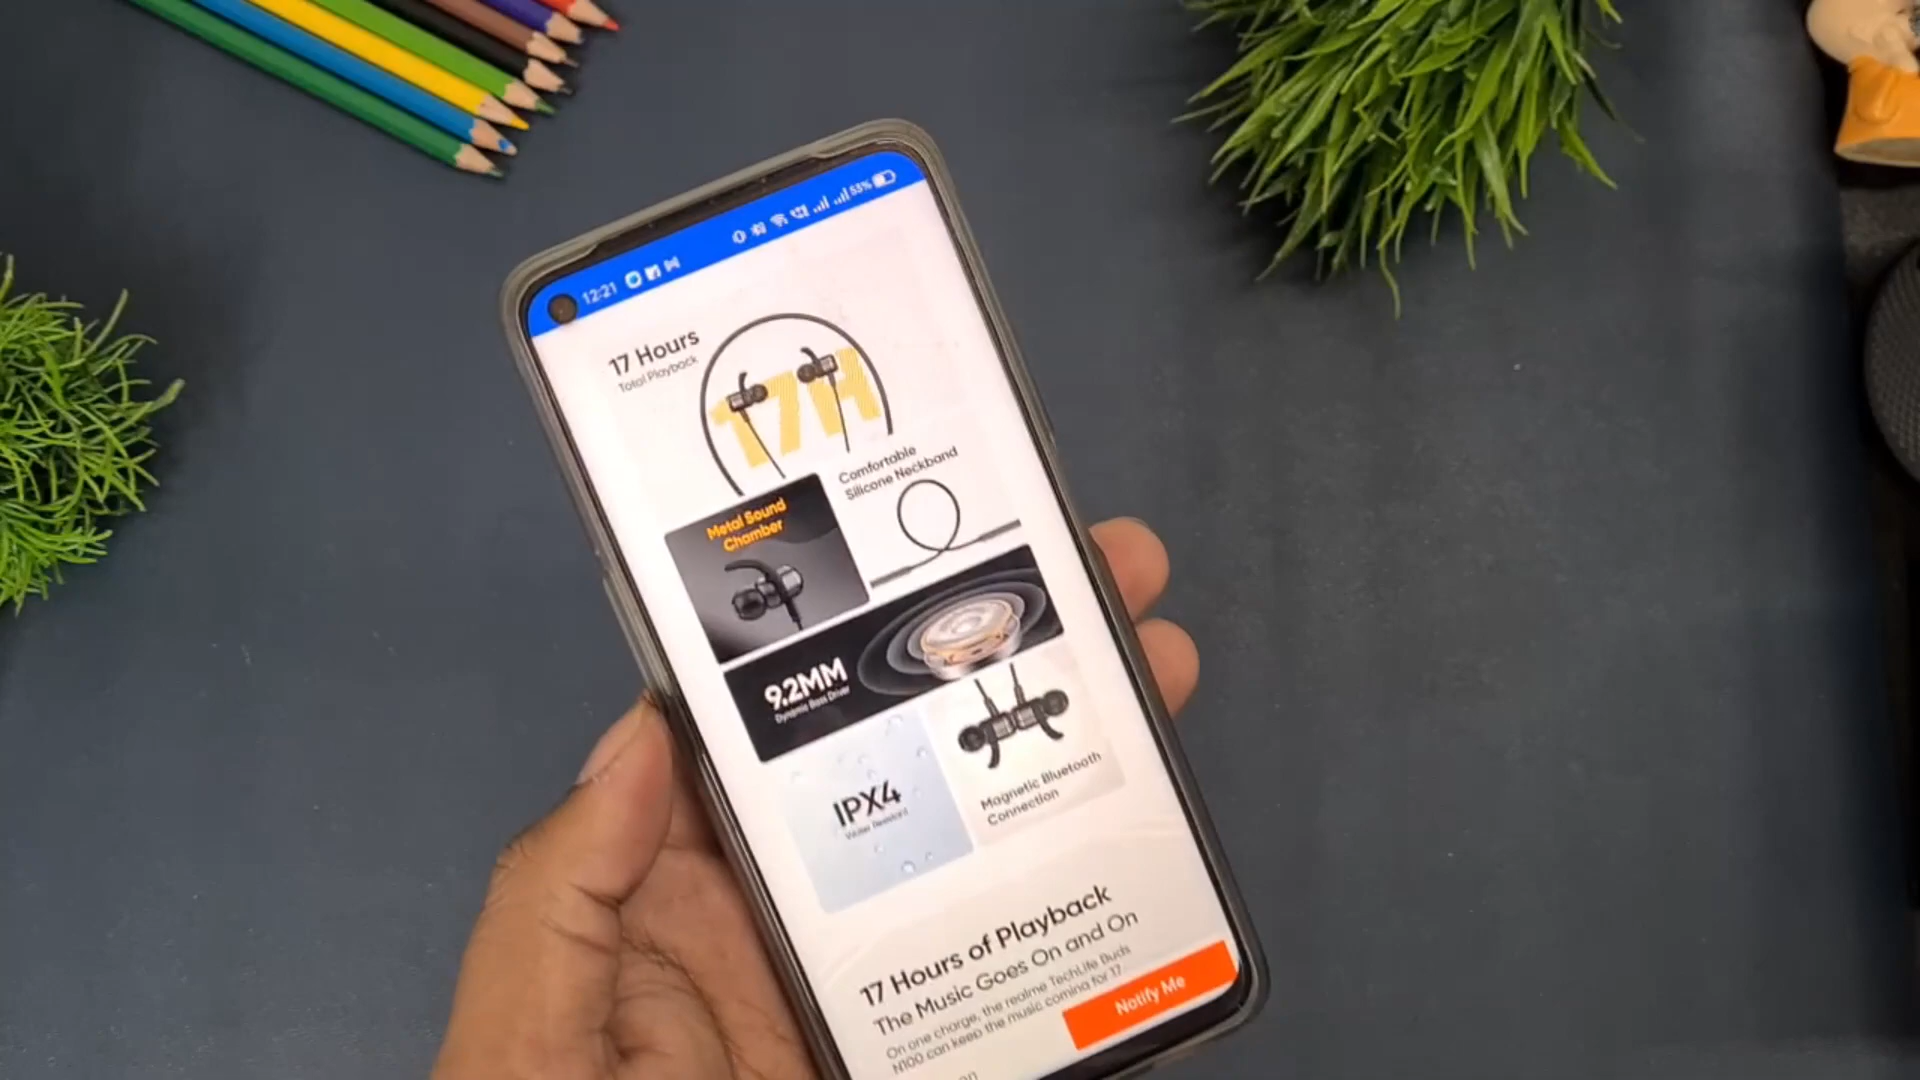 12:21
53%
17 Hours
Total Playback
17H
Comfortable
Silicone Neckband
Metal Sound
Chamber
9.2MM
Dynamic Bass Driver
IPX4
Water Resistant
Magnetic Bluetooth
Connection
17 Hours of Playback
The Music Goes On and On
On one charge, the realme TechLife Buds
N100 can keep the music coming for 17
Notify Me